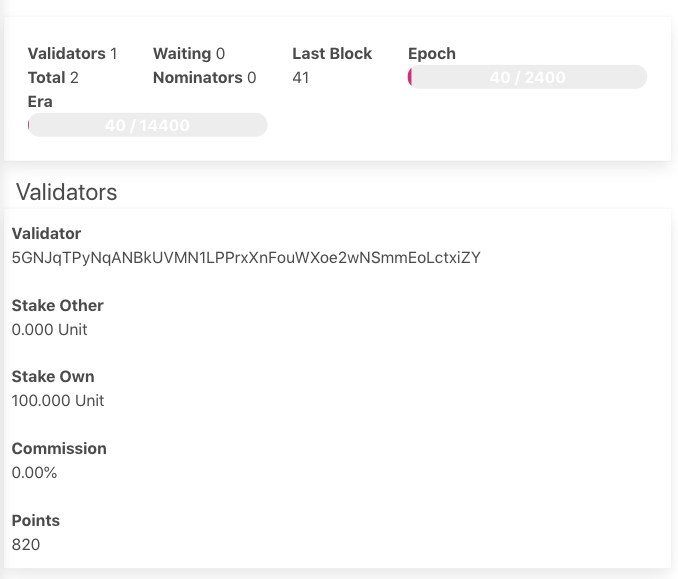 Validators 1 Waiting 0 Last Block Epoch
Total 2 Nominators 0 41 40 / 2400
Era
40 / 14400
Validators
Validator
5GNJqTPyNqANBkUVMN1LPPrxXnFouWXoe2wNSmmEoLctxiZY
Stake Other
0.000 Unit
Stake Own
100.000 Unit
Commission
0.00%
Points
820